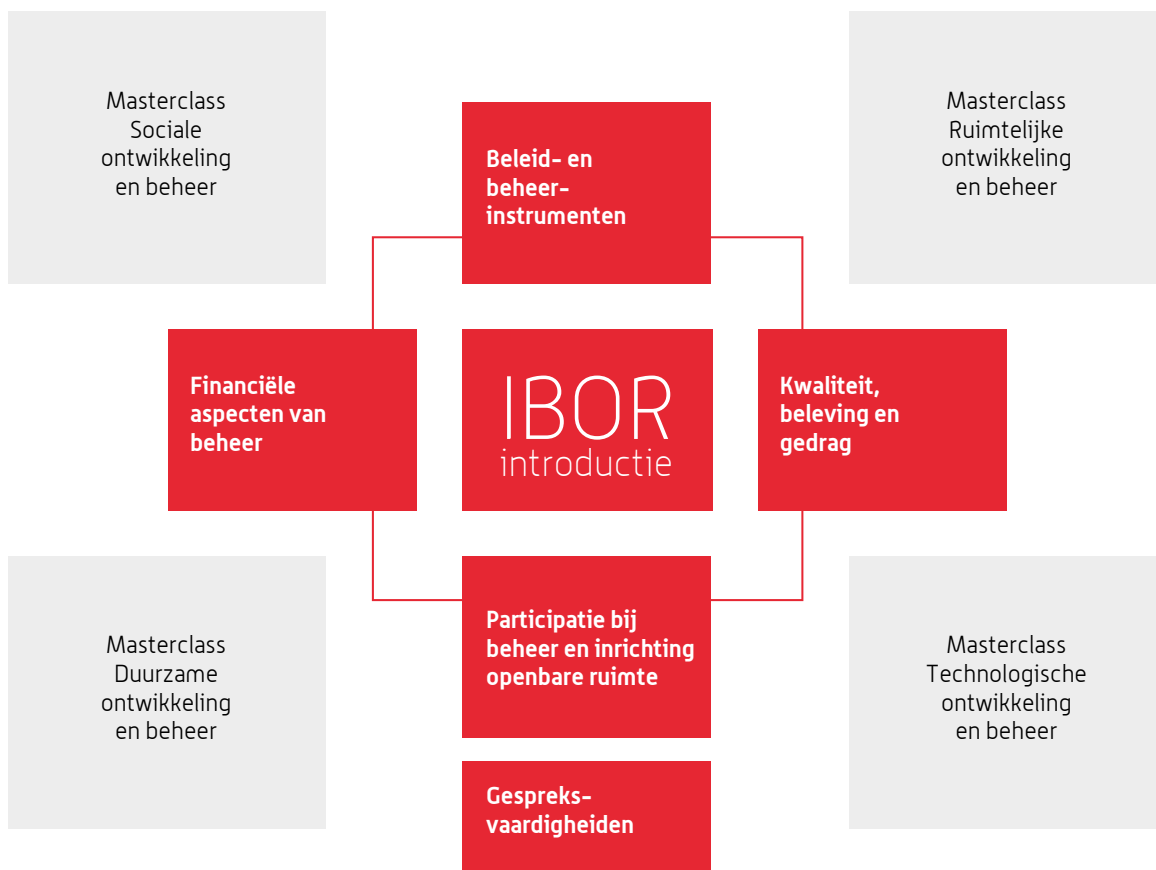 Masterclass
Sociale
ontwikkeling
en beheer
Beleid- en
beheer-
instrumenten
Masterclass
Ruimtelijke
ontwikkeling
en beheer
Financiële
aspecten van
beheer
IBOR
introductie
Kwaliteit,
beleving en
gedrag
Masterclass
Duurzame
ontwikkeling
en beheer
Participatie bij
beheer en inrichting
openbare ruimte
Masterclass
Technologische
ontwikkeling
en beheer
Gespreks-
vaardigheiden